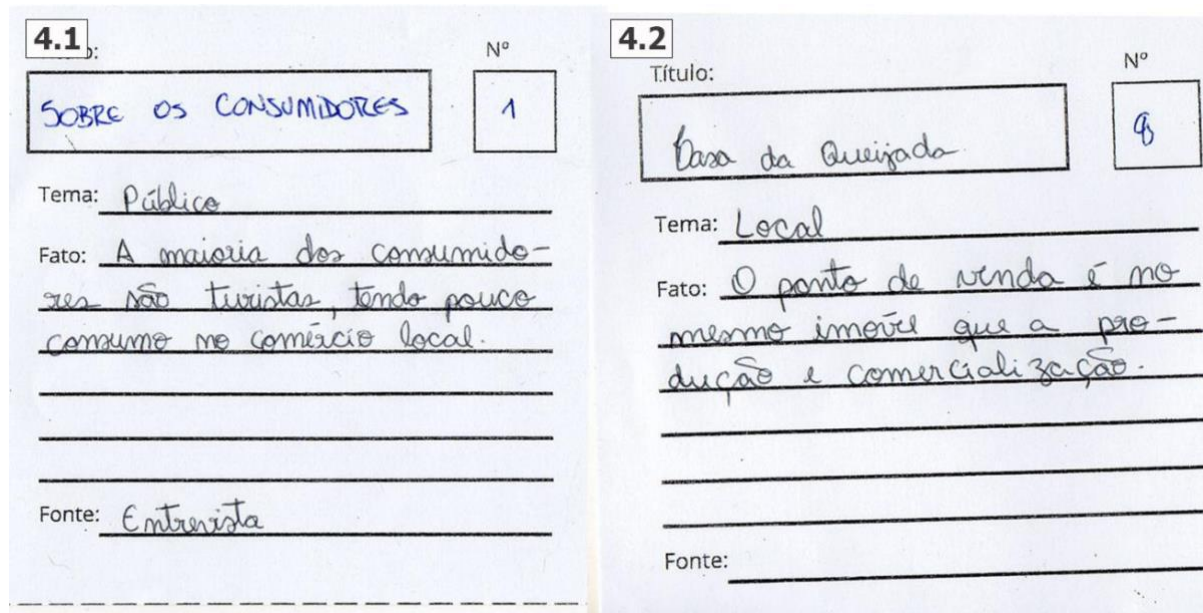 4.1
Nº
SOBRE OS CONSUMIDORES
1
Tema: Público
Fato: A maioria dos consumido-
res são turistas, tendo pouco
consumo no comércio local.
Fonte: Entrevista
4.2
Título:
Nº
Casa da Queijada
Tema: Local
Fato: O ponto de venda é no
mesmo imóvel que a pro-
dução e comercialização.
Fonte: